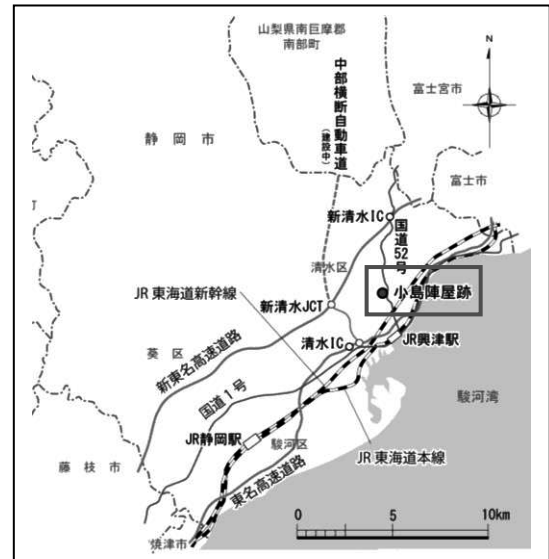 山梨県南巨摩郡
南部町
中部横断自動車道
(建設中)
N
富士宮市
静岡市
富士市
新清水IC
国道52号
清水区
JR東海道新幹線
小島陣屋跡
新清水JCT
清水IC
JR興津駅
葵区
新東名高速道路
国道1号
駿河湾
JR静岡駅
駿河区
藤枝市
東名高速道路
JR東海道本線
焼津市
0 5 10km